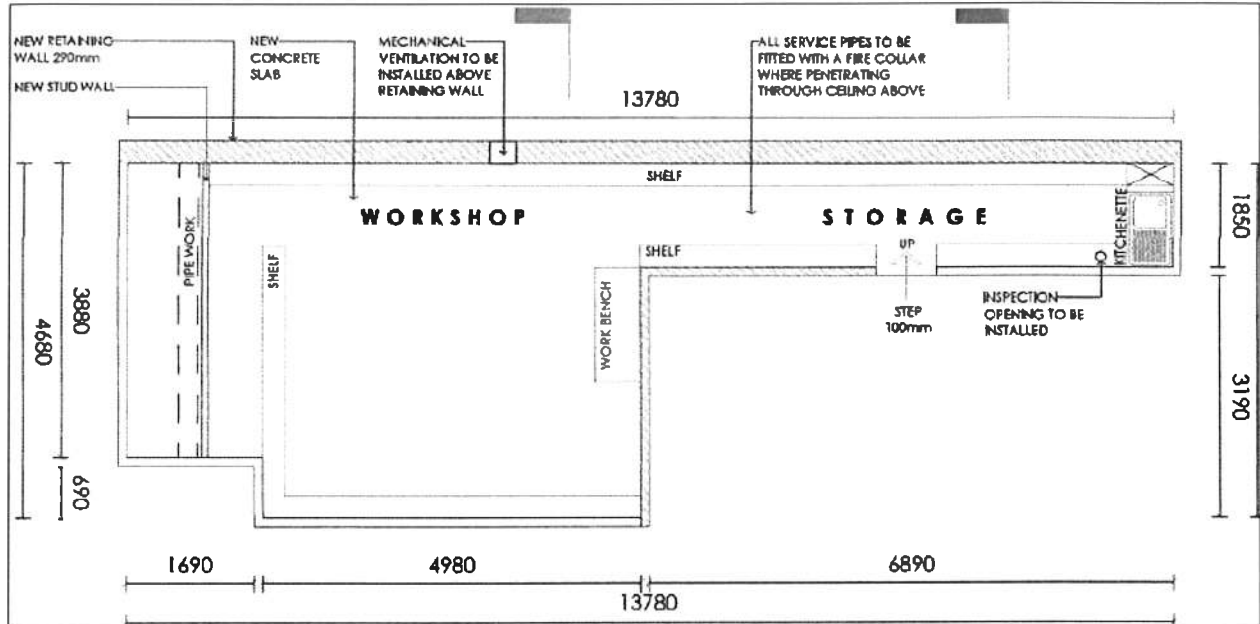 NEW RETAINING
WALL 290mm
NEW STUD WALL
NEW
CONCRETE
SLAB
MECHANICAL
VENTILATION TO BE
INSTALLED ABOVE
RETAINING WALL
ALL SERVICE PIPES TO BE
FITTED WITH A FIRE COLLAR
WHERE PENETRATING
THROUGH CEILING ABOVE
13780
SHELF
WORKSHOP
STORAGE
KITCHENETTE
1850
PIPE WORK
SHELF
SHELF
UP
STEP
100mm
INSPECTION
OPENING TO BE
INSTALLED
WORK BENCH
3880
4680
690
3190
1690
4980
6890
13780